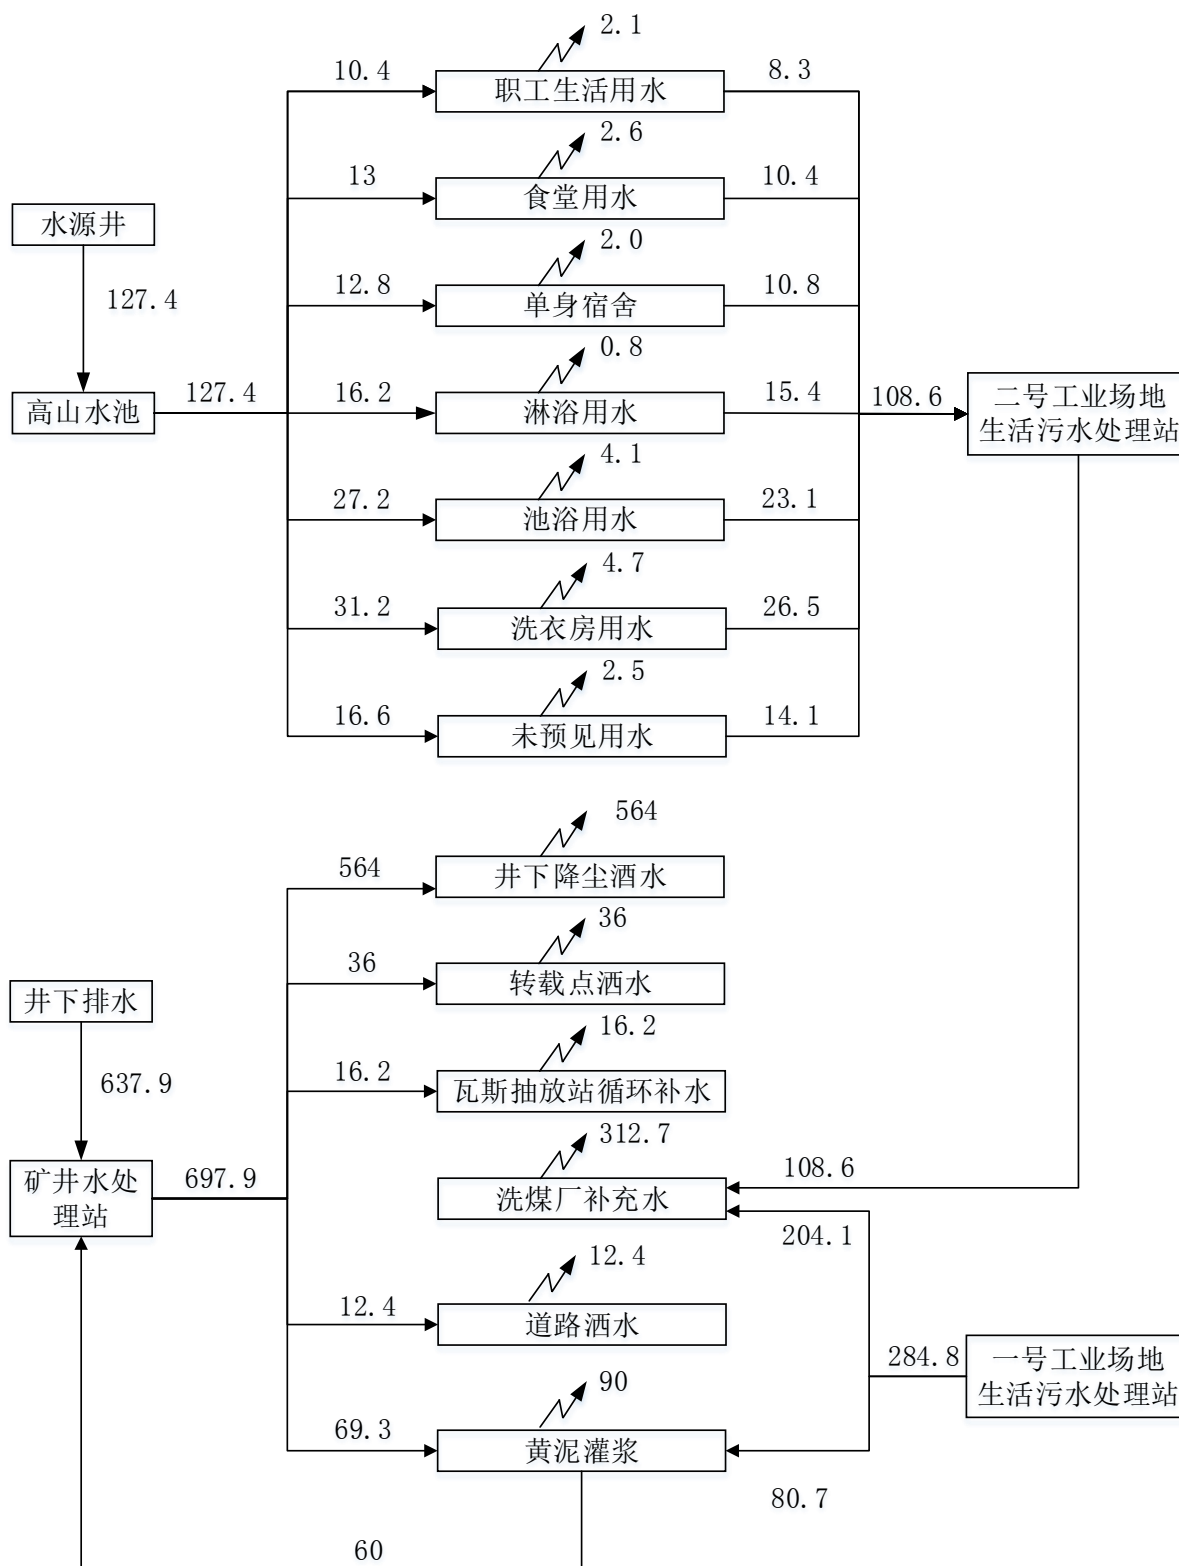 2.1
10.4
职工生活用水
8.3
2.6
13
食堂用水
10.4
水源井
2.0
127.4
12.8
单身宿舍
10.8
0.8
高山水池
127.4
16.2
淋浴用水
15.4
108.6
二号工业场地
生活污水处理站
4.1
27.2
池浴用水
23.1
4.7
31.2
洗衣房用水
26.5
2.5
16.6
未预见用水
14.1
564
564
井下降尘酒水
36
36
转载点洒水
井下排水
16.2
637.9
16.2
瓦斯抽放站循环补水
312.7
矿井水处
理站
697.9
洗煤厂补充水
108.6
204.1
12.4
12.4
道路洒水
284.8
一号工业场地
生活污水处理站
90
69.3
黄泥灌浆
80.7
60